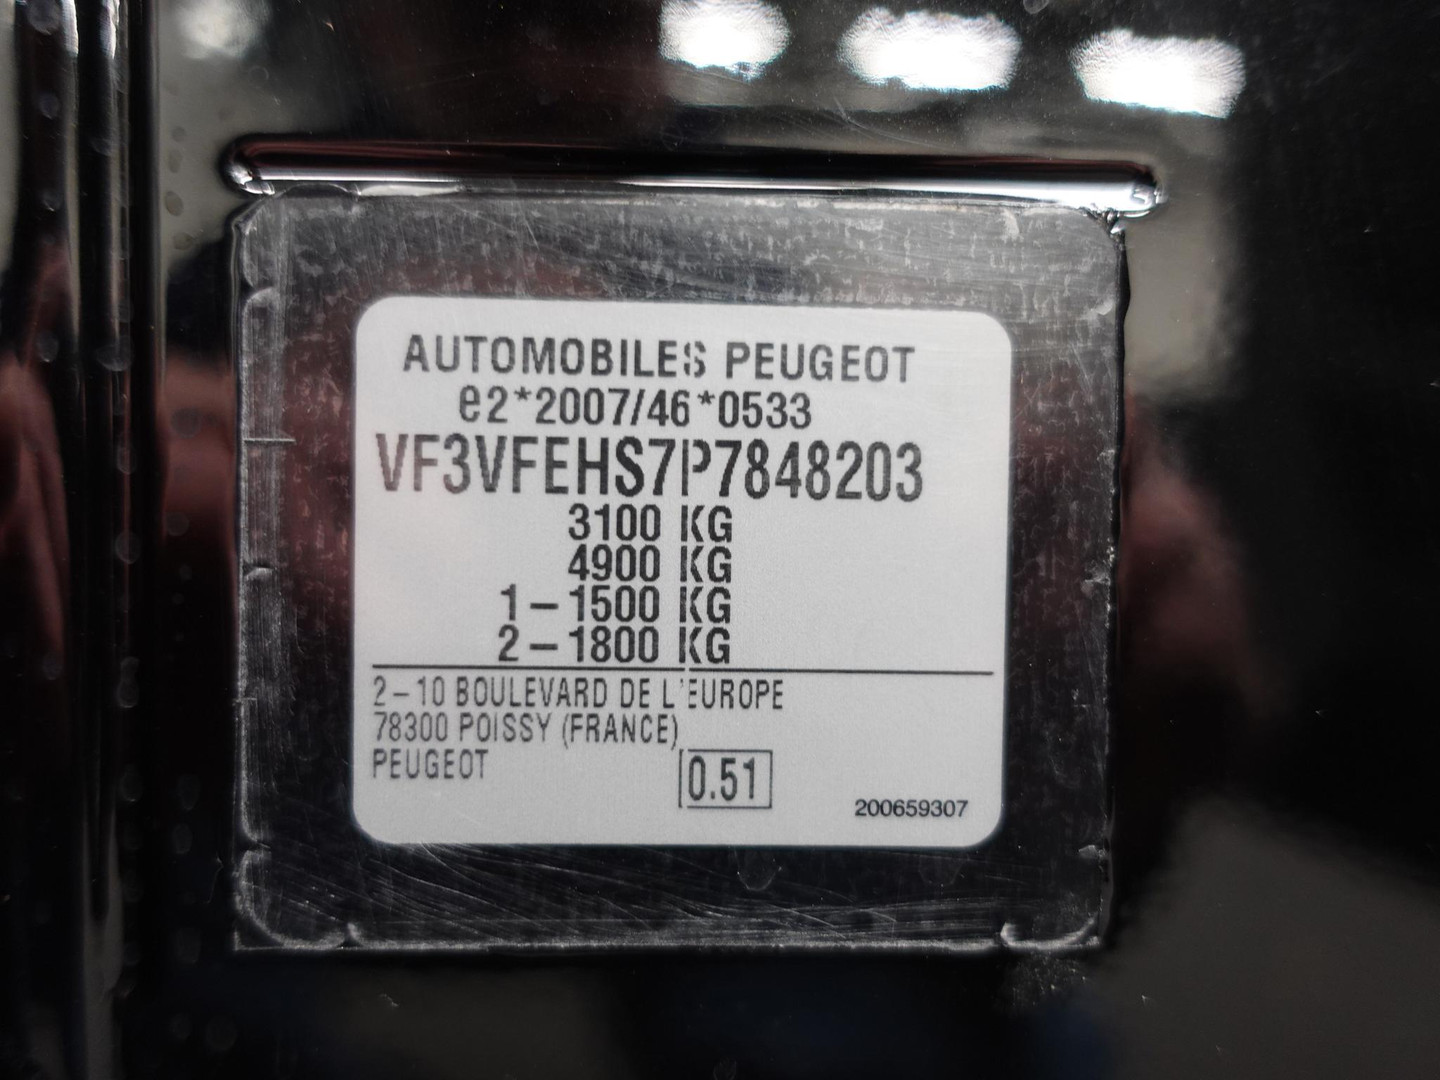 AUTOMOBILES PEUGEOT
e2*2007/46*0533
VF3VFEHS7P7848203
3100 KG
4900 KG
1-1500 KG
2-1800 KG
2-10 BOULEVARD DE L'EUROPE
78300 POISSY (FRANCE)
PEUGEOT
0.51
200659307